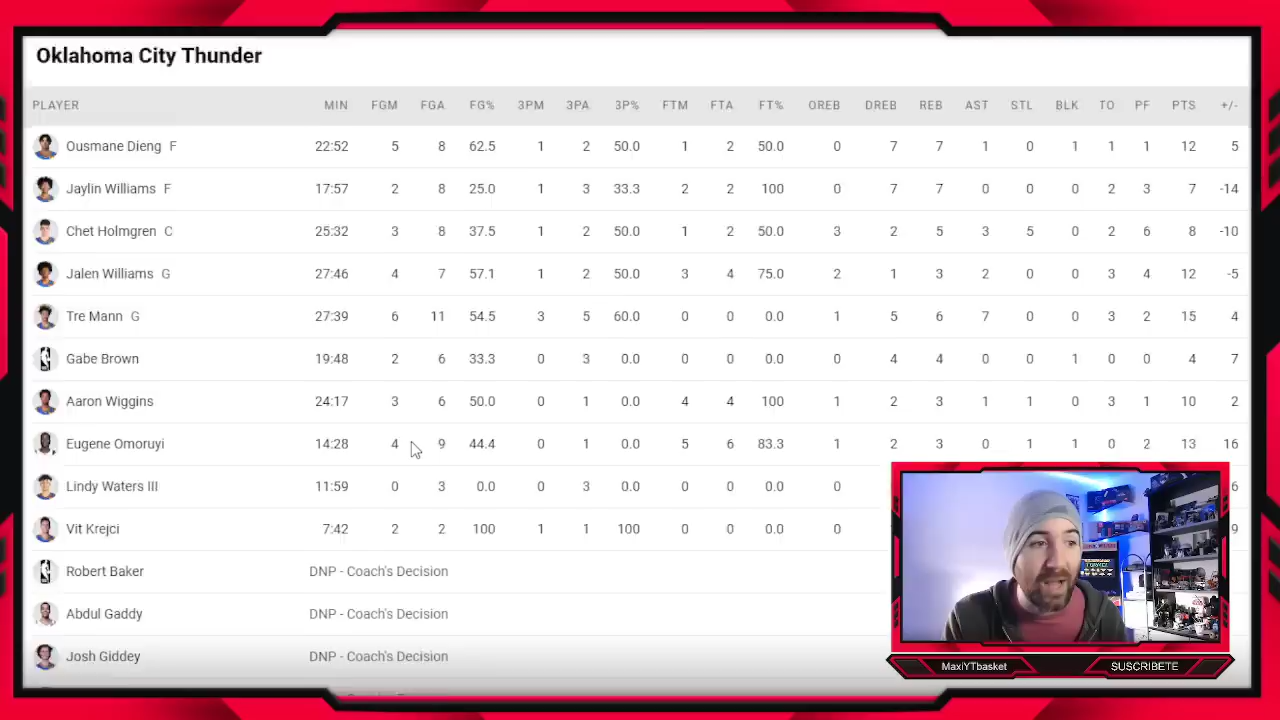 Oklahoma City Thunder
PLAYER MIN FGM FGA FG% 3PM 3PA 3P% FTM FTA FT% OREB DREB REB AST STL BLK TO PF PTS +/-
Ousmane Dieng F 22:52 5 8 62.5 1 2 50.0 1 2 50.0 0 7 7 1 0 1 1 1 12 5
Jaylin Williams F 17:57 2 8 25.0 1 3 33.3 2 2 100 0 7 7 0 0 0 2 3 7 -14
Chet Holmgren C 25:32 3 8 37.5 1 2 50.0 1 2 50.0 3 2 5 3 5 0 2 6 8 -10
Jalen Williams G 27:46 4 7 57.1 1 2 50.0 3 4 75.0 2 1 3 2 0 0 3 4 12 -5
Tre Mann G 27:39 6 11 54.5 3 5 60.0 0 0 0.0 1 5 6 7 0 0 3 2 15 4
Gabe Brown 19:48 2 6 33.3 0 3 0.0 0 0 0.0 0 4 4 0 0 1 0 0 4 7
Aaron Wiggins 24:17 3 6 50.0 0 1 0.0 4 4 100 1 2 3 1 1 0 3 1 10 2
Eugene Omoruyi 14:28 4 9 44.4 0 1 0.0 5 6 83.3 1 2 3 0 1 1 0 2 13 16
Lindy Waters III 11:59 0 3 0.0 0 3 0.0 0 0 0.0 0 6
Vit Krejci 7:42 2 2 100 1 1 100 0 0 0.0 0 9
Robert Baker DNP - Coach's Decision
Abdul Gaddy DNP - Coach's Decision
Josh Giddey DNP - Coach's Decision
MaxiYTbasket SUSCRIBETE